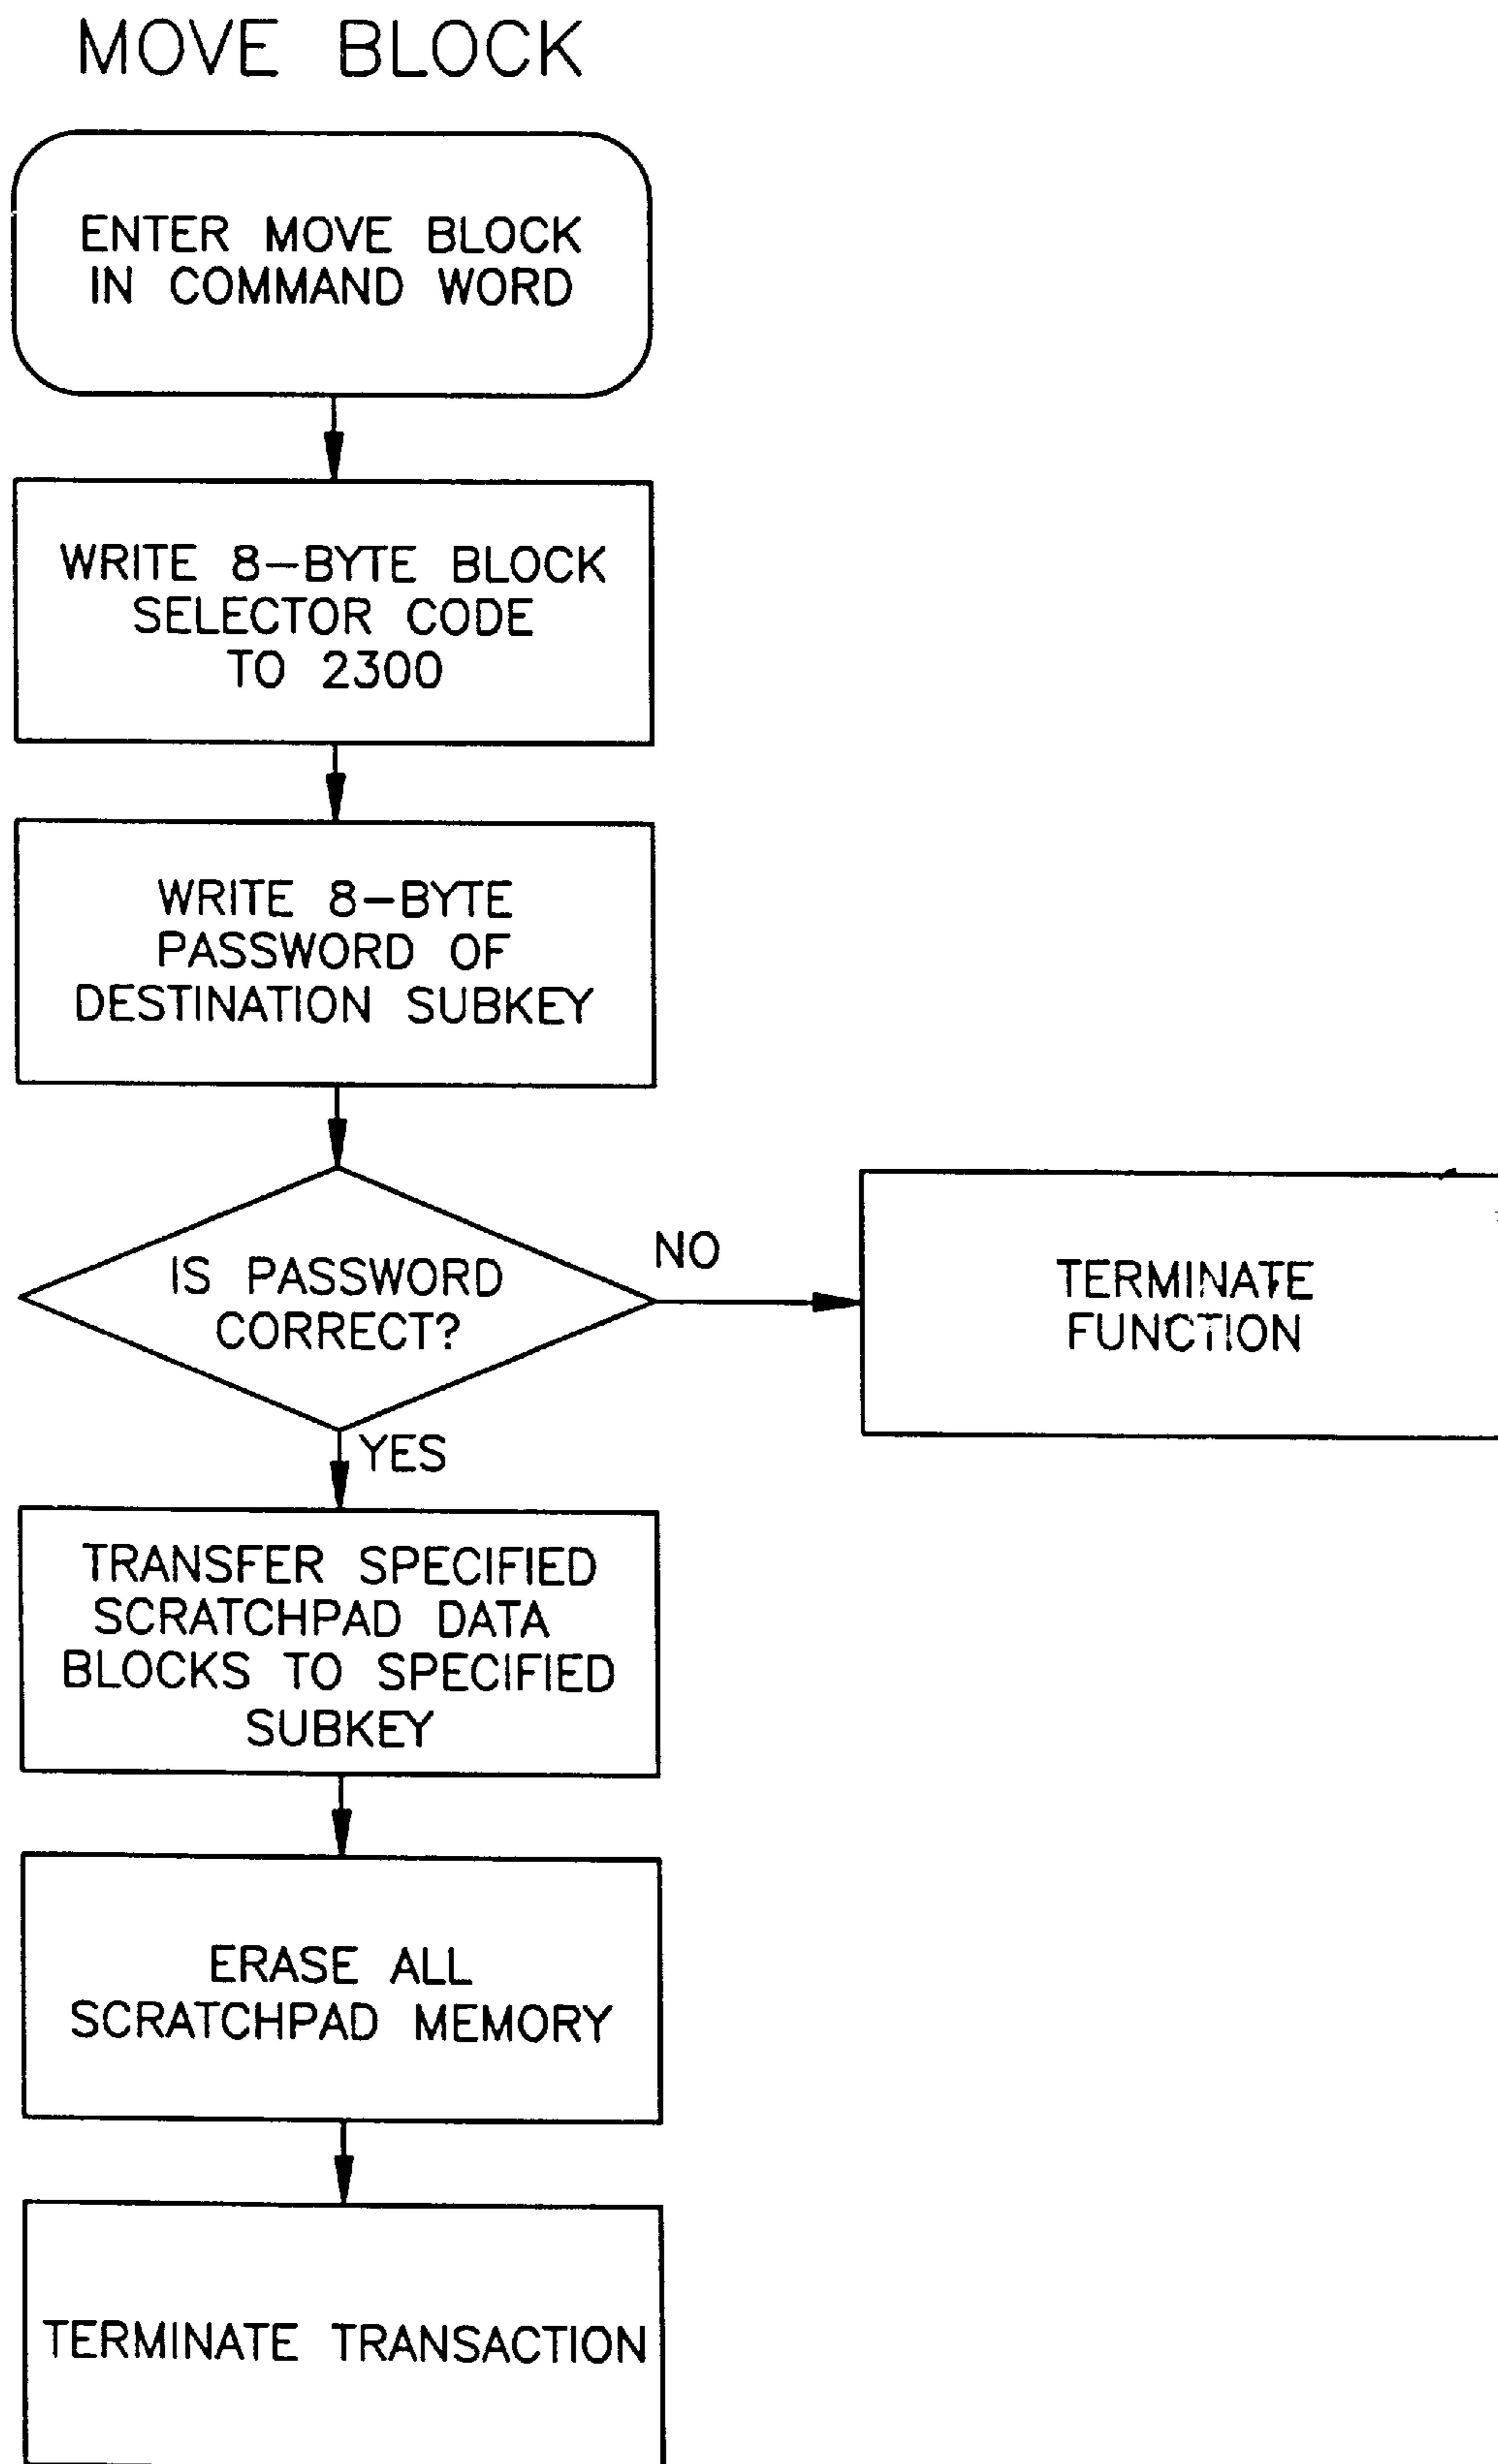 MOVE BLOCK
ENTER MOVE BLOCK
IN COMMAND WORD
WRITE 8-BYTE BLOCK
SELECTOR CODE
TO 2300
WRITE 8-BYTE
PASSWORD OF
DESTINATION SUBKEY
IS PASSWORD
CORRECT?
NO
TERMINATE
FUNCTION
YES
TRANSFER SPECIFIED
SCRATCHPAD DATA
BLOCKS TO SPECIFIED
SUBKEY
ERASE ALL
SCRATCHPAD MEMORY
TERMINATE TRANSACTION